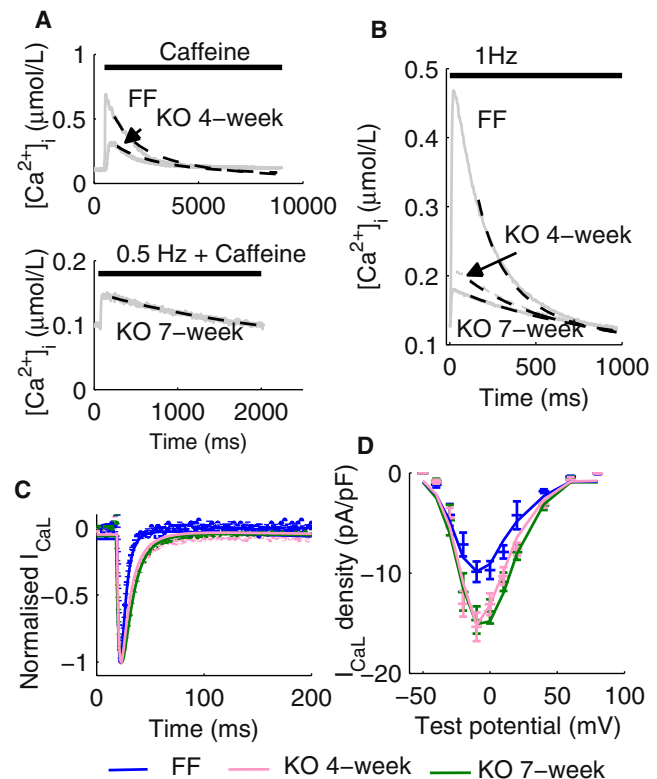 A
Caffeine
1
FF
KO 4−week
0.5
[Ca2+]i (μmol/L)
0
0
5000
10000
0.5 Hz + Caffeine
0.2
0.1
KO 7−week
[Ca2+]i (μmol/L)
0
0
1000
2000
Time (ms)
B
1Hz
0.5
FF
0.4
0.3
KO 4−week
[Ca2+]i (μmol/L)
0.2
KO 7−week
0.1
0
500
1000
Time (ms)
C
0
−0.5
−1
Normalised ICaL
0
100
200
Time (ms)
D
0
−10
−20
ICaL density (pA/pF)
−50
0
50
100
Test potential (mV)
FF
KO 4−week
KO 7−week